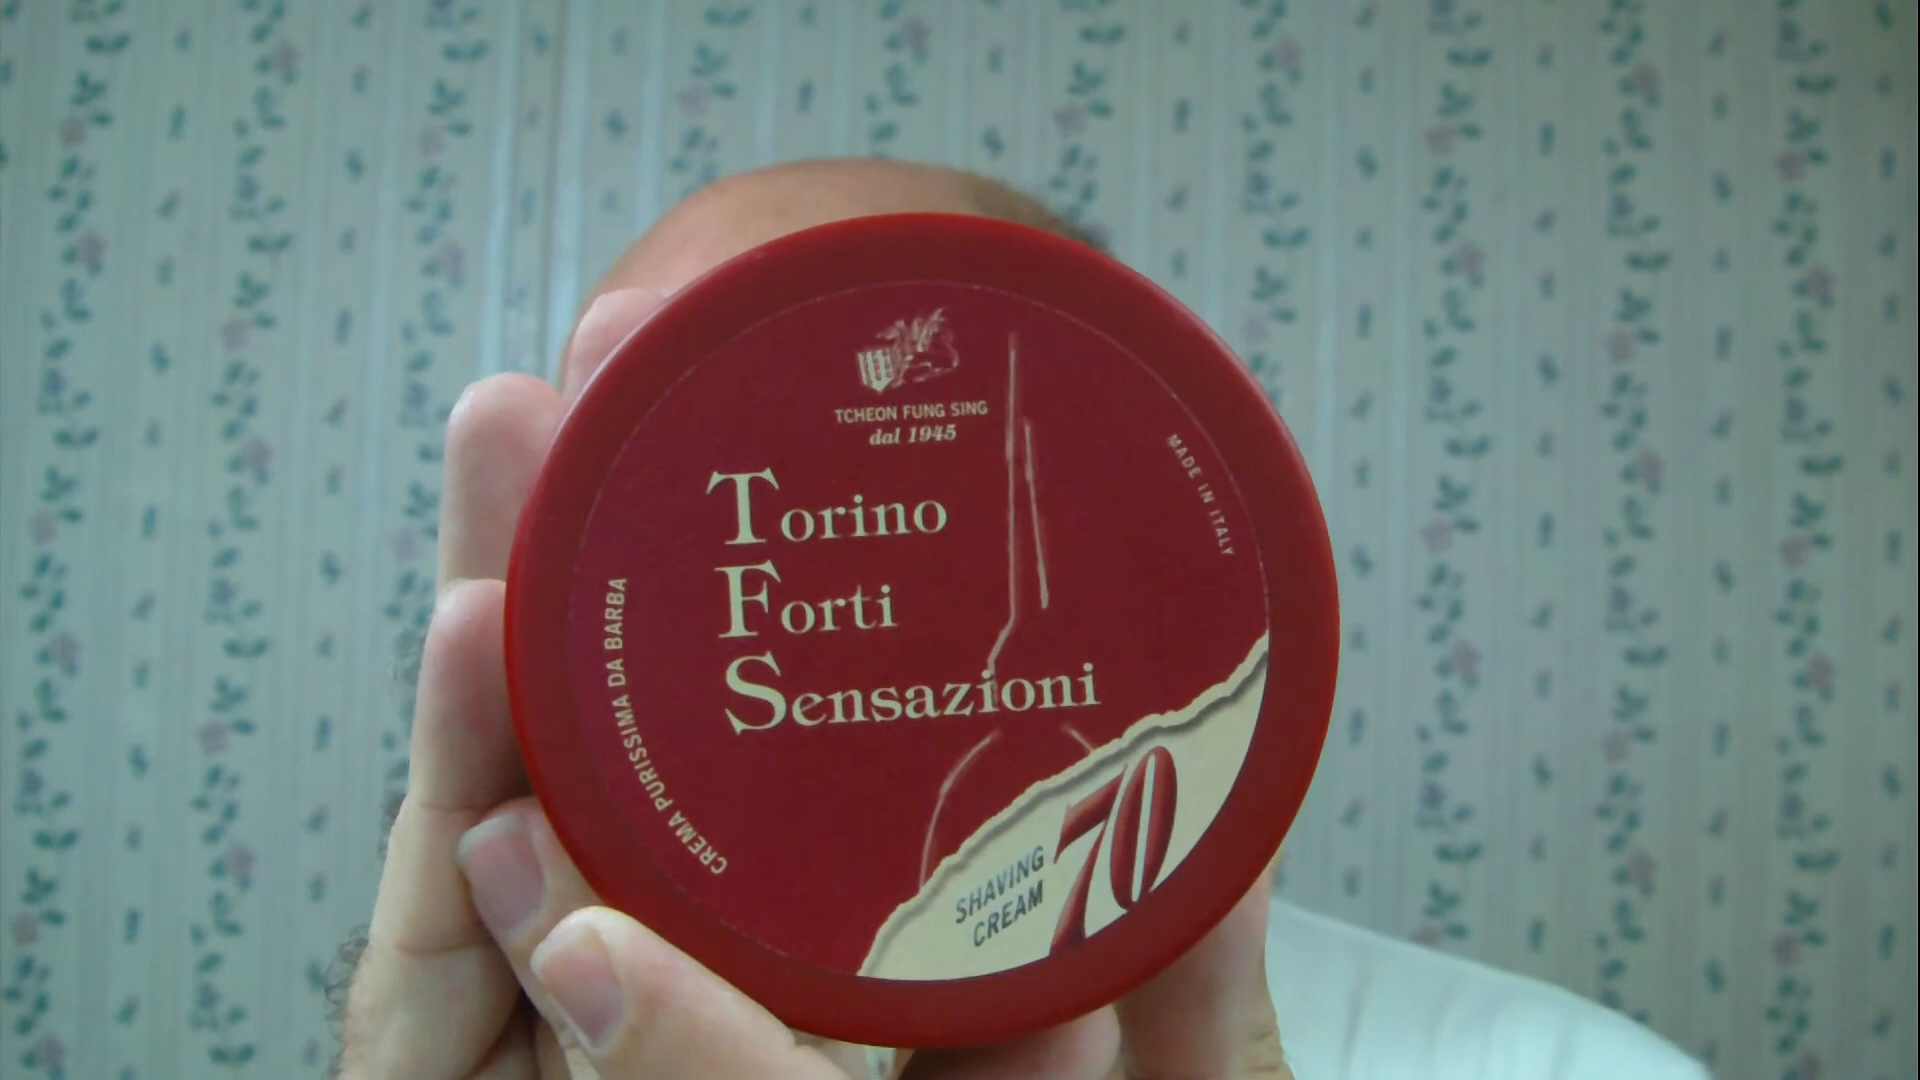 TCHEON FUNG SING
dal 1945
Torino
Forti
Sensazioni
MADE IN ITALY
CREMA PURISSIMA DA BARBA
SHAVING
CREAM
70